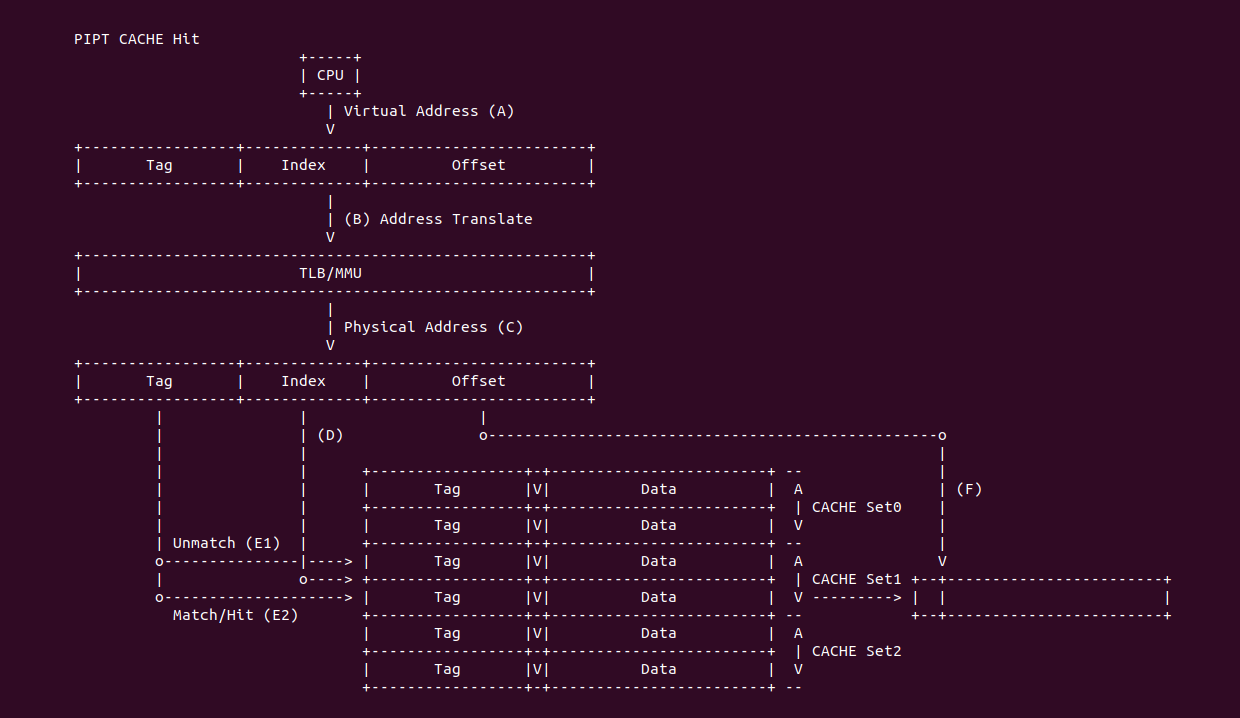 PIPT CACHE Hit
CPU
Virtual Address (A)
V
Tag Index Offset
(B) Address Translate
V
TLB/MMU
Physical Address (C)
V
Tag Index Offset
(D)
Tag V Data A (F)
CACHE Set0
Tag V Data V
Unmatch (E1)
Tag V Data A V
CACHE Set1
Tag V Data V
Match/Hit (E2)
Tag V Data A
CACHE Set2
Tag V Data V